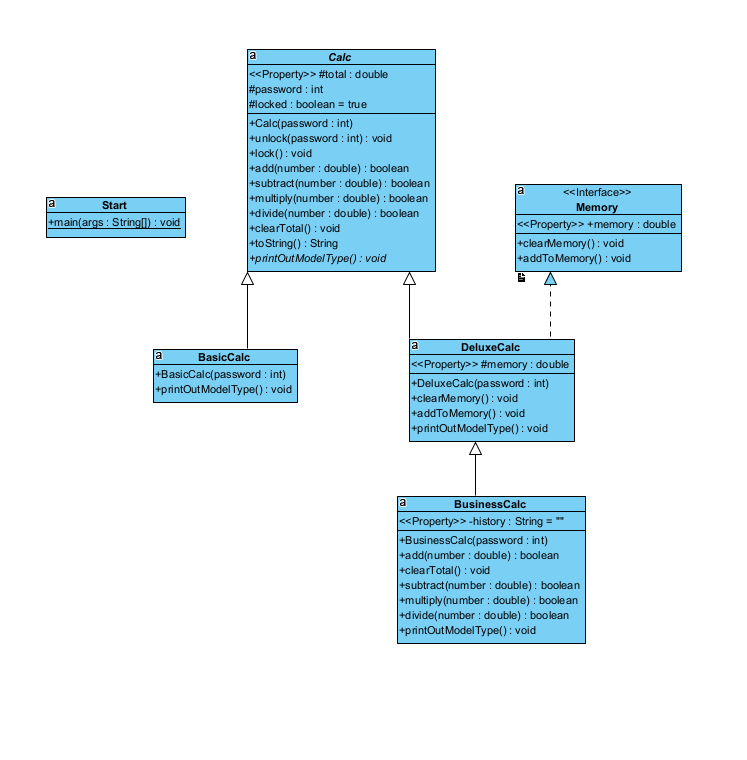 a
Calc
<<Property>> #total : double
#password : int
#locked : boolean = true
+Calc(password : int)
+unlock(password : int) : void
+lock() : void
+add(number : double) : boolean
+subtract(number : double) : boolean
+multiply(number : double) : boolean
+divide(number : double) : boolean
+clearTotal() : void
+toString() : String
+printOutModelType() : void
a
Start
+main(args : String[]) : void
a
<<Interface>>
Memory
<<Property>> +memory : double
+clearMemory() : void
+addToMemory() : void
a
BasicCalc
+BasicCalc(password : int)
+printOutModelType() : void
a
DeluxeCalc
<<Property>> #memory : double
+DeluxeCalc(password : int)
+clearMemory() : void
+addToMemory() : void
+printOutModelType() : void
a
BusinessCalc
<<Property>> -history : String = ""
+BusinessCalc(password : int)
+add(number : double) : boolean
+clearTotal() : void
+subtract(number : double) : boolean
+multiply(number : double) : boolean
+divide(number : double) : boolean
+printOutModelType() : void